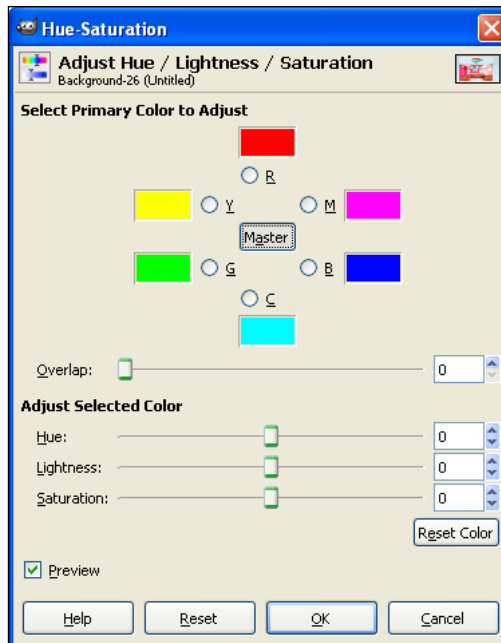 Hue-Saturation
Adjust Hue / Lightness / Saturation
Background-26 (Untitled)
Select Primary Color to Adjust
R
Y
M
Master
G
B
C
Overlap: 0
Adjust Selected Color
Hue: 0
Lightness: 0
Saturation: 0
Reset Color
Preview
Help Reset OK Cancel